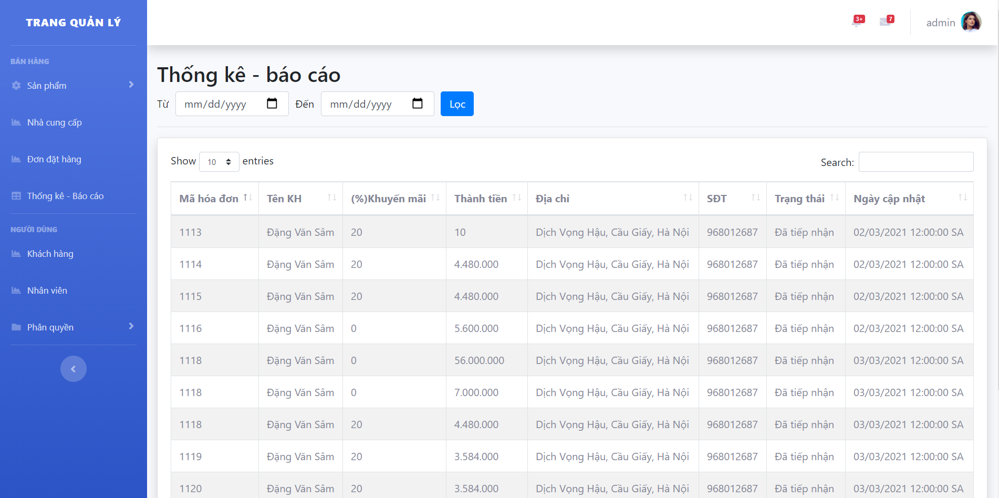 TRANG QUẢN LÝ
BÁN HÀNG
Sản phẩm
Nhà cung cấp
Đơn đặt hàng
Thống kê - Báo cáo
NGƯỜI DÙNG
Khách hàng
Nhân viên
Phân quyền
3+ 7 admin
Thống kê - báo cáo
Từ mm/dd/yyyy Đến mm/dd/yyyy Lọc
Show 10 entries Search:
Mã hóa đơn Tên KH (%)Khuyến mãi Thành tiền Địa chỉ SĐT Trạng thái Ngày cập nhật
1113 Đặng Văn Sâm 20 10 Dịch Vọng Hậu, Cầu Giấy, Hà Nội 968012687 Đã tiếp nhận 02/03/2021 12:00:00 SA
1114 Đặng Văn Sâm 20 4.480.000 Dịch Vọng Hậu, Cầu Giấy, Hà Nội 968012687 Đã tiếp nhận 02/03/2021 12:00:00 SA
1115 Đặng Văn Sâm 20 4.480.000 Dịch Vọng Hậu, Cầu Giấy, Hà Nội 968012687 Đã tiếp nhận 02/03/2021 12:00:00 SA
1116 Đặng Văn Sâm 0 5.600.000 Dịch Vọng Hậu, Cầu Giấy, Hà Nội 968012687 Đã tiếp nhận 02/03/2021 12:00:00 SA
1118 Đặng Văn Sâm 0 56.000.000 Dịch Vọng Hậu, Cầu Giấy, Hà Nội 968012687 Đã tiếp nhận 03/03/2021 12:00:00 SA
1118 Đặng Văn Sâm 0 7.000.000 Dịch Vọng Hậu, Cầu Giấy, Hà Nội 968012687 Đã tiếp nhận 03/03/2021 12:00:00 SA
1118 Đặng Văn Sâm 20 4.480.000 Dịch Vọng Hậu, Cầu Giấy, Hà Nội 968012687 Đã tiếp nhận 03/03/2021 12:00:00 SA
1119 Đặng Văn Sâm 20 3.584.000 Dịch Vọng Hậu, Cầu Giấy, Hà Nội 968012687 Đã tiếp nhận 03/03/2021 12:00:00 SA
1120 Đặng Văn Sâm 20 3.584.000 Dịch Vọng Hậu, Cầu Giấy, Hà Nội 968012687 Đã tiếp nhận 03/03/2021 12:00:00 SA